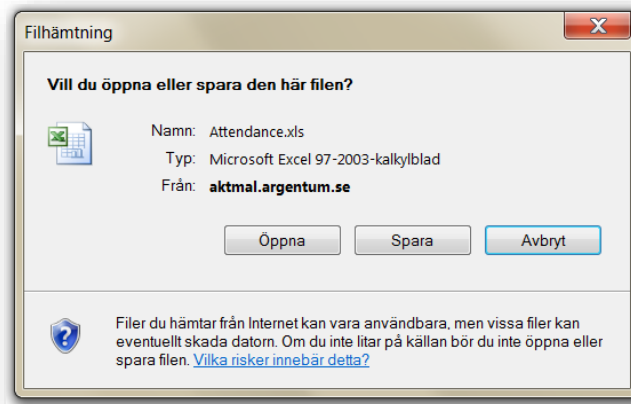 Filhämtning
Vill du öppna eller spara den här filen?
Namn: Attendance.xls
Typ: Microsoft Excel 97-2003-kalkylblad
Från: aktmal.argentum.se
Öppna Spara Avbryt
Filer du hämtar från Internet kan vara användbara, men vissa filer kan
eventuellt skada datorn. Om du inte litar på källan bör du inte öppna eller
spara filen. Vilka risker innebär detta?